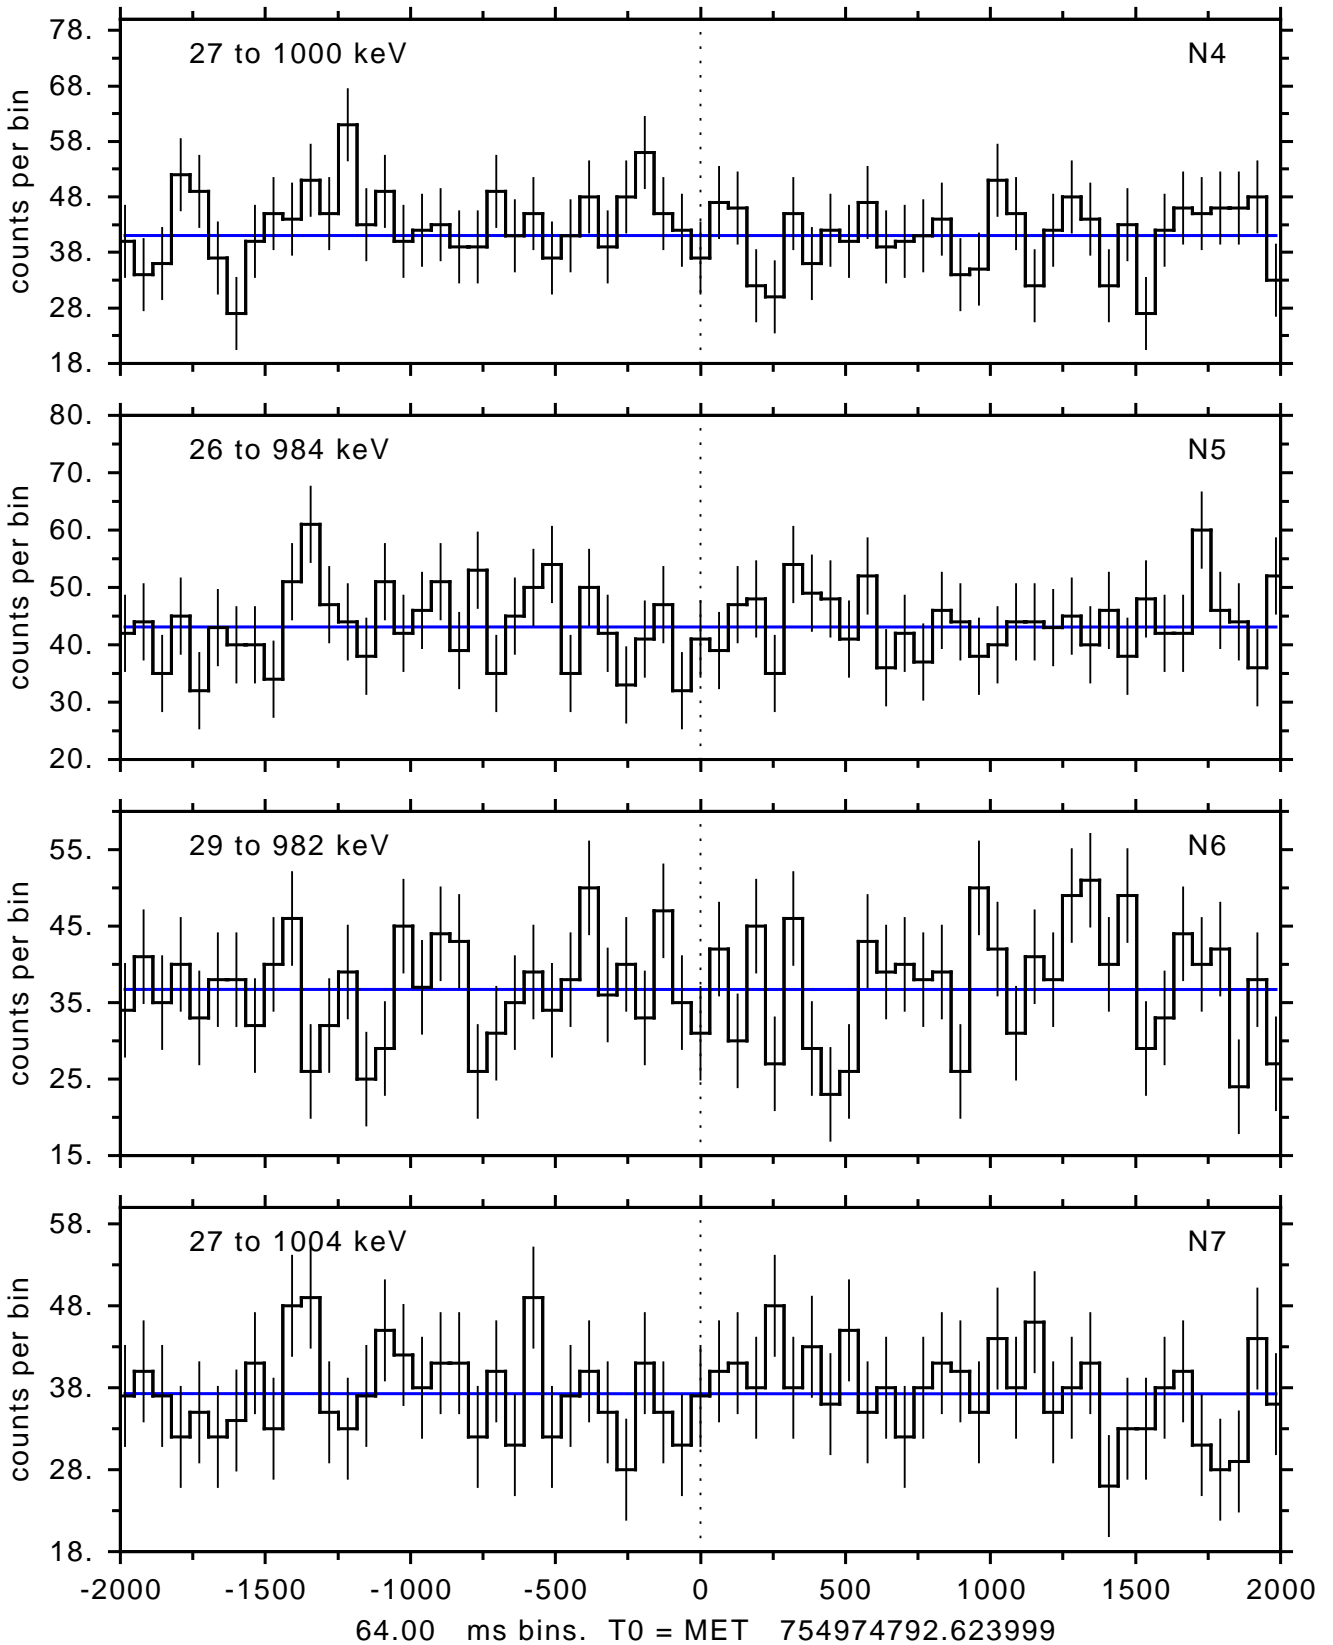 27 to 1000 keV N4
counts per bin
78.
68.
58.
48.
38.
28.
18.
26 to 984 keV N5
counts per bin
80.
70.
60.
50.
40.
30.
20.
29 to 982 keV N6
counts per bin
55.
45.
35.
25.
15.
27 to 1004 keV N7
counts per bin
58.
48.
38.
28.
18.
-2000 -1500 -1000 -500 0 500 1000 1500 2000
64.00 ms bins. T0 = MET 754974792.623999